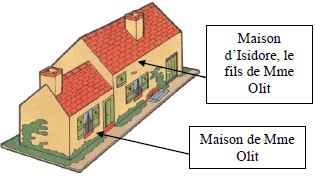 Maison
d'Isidore, le
fils de Mme
Olit
Maison de Mme
Olit